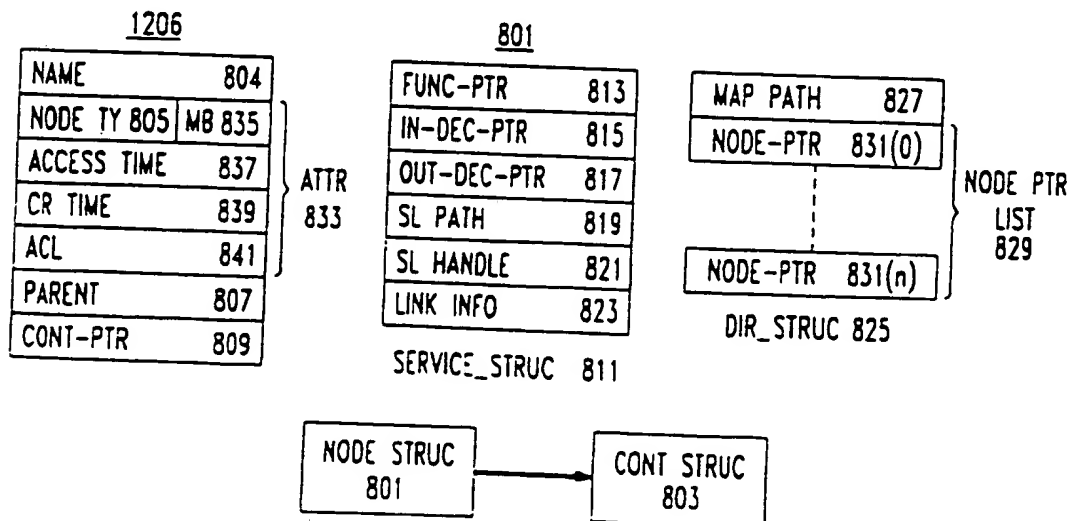 1206
NAME 804
NODE TY 805 MB 835
ACCESS TIME 837
CR TIME 839
ACL 841
PARENT 807
CONT-PTR 809
ATTR
833
801
FUNC-PTR 813
IN-DEC-PTR 815
OUT-DEC-PTR 817
SL PATH 819
SL HANDLE 821
LINK INFO 823
SERVICE_STRUC 811
MAP PATH 827
NODE-PTR 831(0)
NODE-PTR 831(n)
DIR_STRUC 825
NODE PTR
LIST
829
NODE STRUC
801
CONT STRUC
803